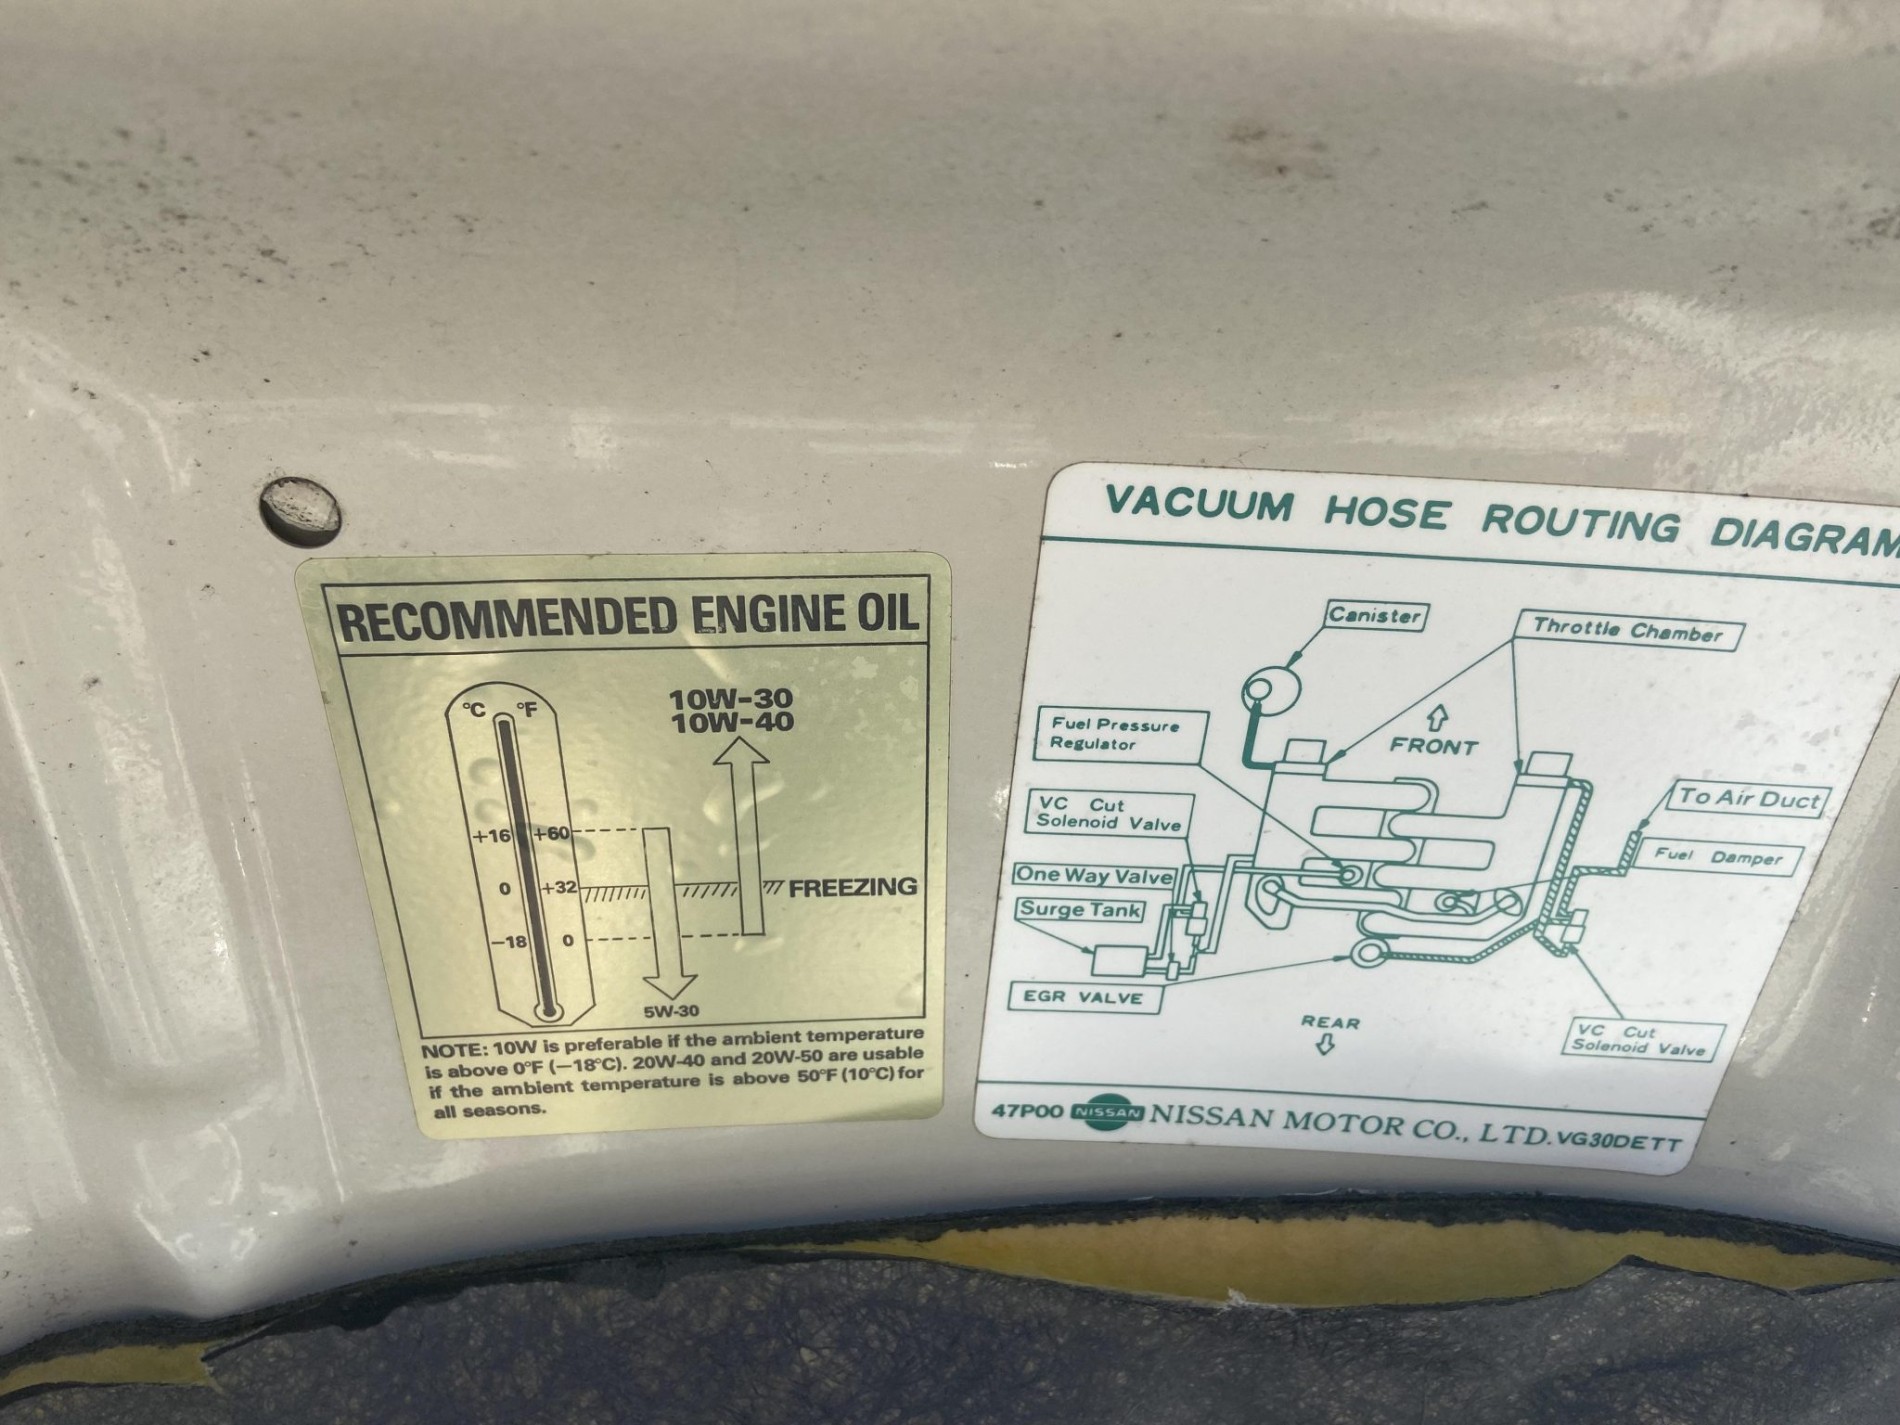 RECOMMENDED ENGINE OIL
°C °F
10W-30
10W-40
+16 +60
0 +32
FREEZING
-18 0
5W-30
NOTE: 10W is preferable if the ambient temperature
is above 0°F (-18°C). 20W-40 and 20W-50 are usable
if the ambient temperature is above 50°F (10°C) for
all seasons.
VACUUM HOSE ROUTING DIAGRAM
Canister
Throttle Chamber
Fuel Pressure
Regulator
FRONT
VC Cut
Solenoid Valve
To Air Duct
Fuel Damper
One Way Valve
Surge Tank
EGR VALVE
REAR
VC Cut
Solenoid Valve
47P00 NISSAN NISSAN MOTOR CO., LTD. VG30DETT